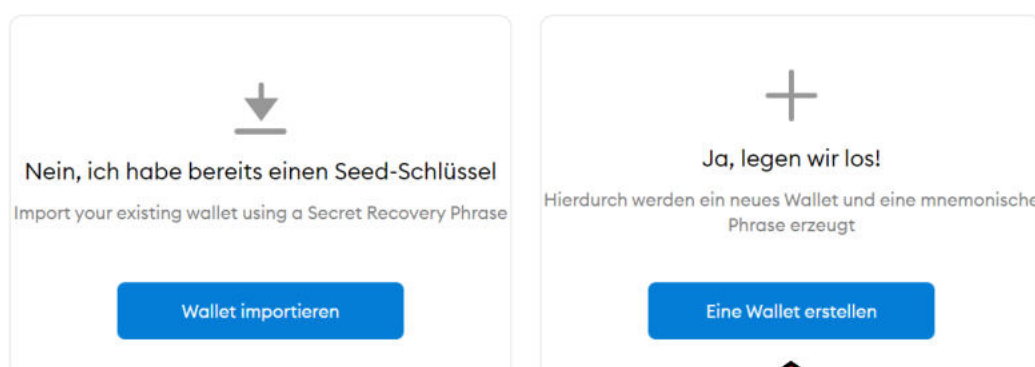 Nein, ich habe bereits einen Seed-Schlüssel
Import your existing wallet using a Secret Recovery Phrase
Wallet importieren
Ja, legen wir los!
Hierdurch werden ein neues Wallet und eine mnemonische
Phrase erzeugt
Eine Wallet erstellen